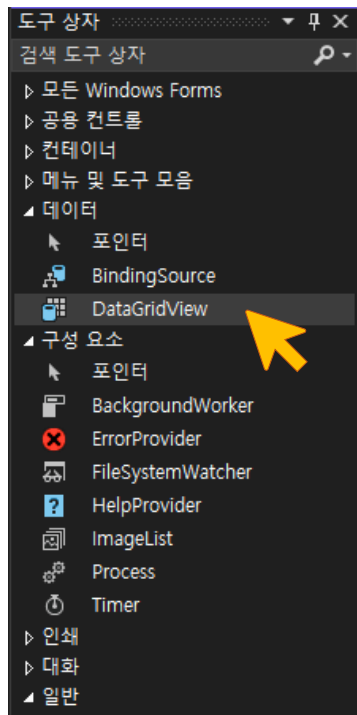 도구 상자
검색 도구 상자
모든 Windows Forms
공용 컨트롤
컨테이너
메뉴 및 도구 모음
데이터
포인터
BindingSource
DataGridView
구성 요소
포인터
BackgroundWorker
ErrorProvider
FileSystemWatcher
HelpProvider
ImageList
Process
Timer
인쇄
대화
일반